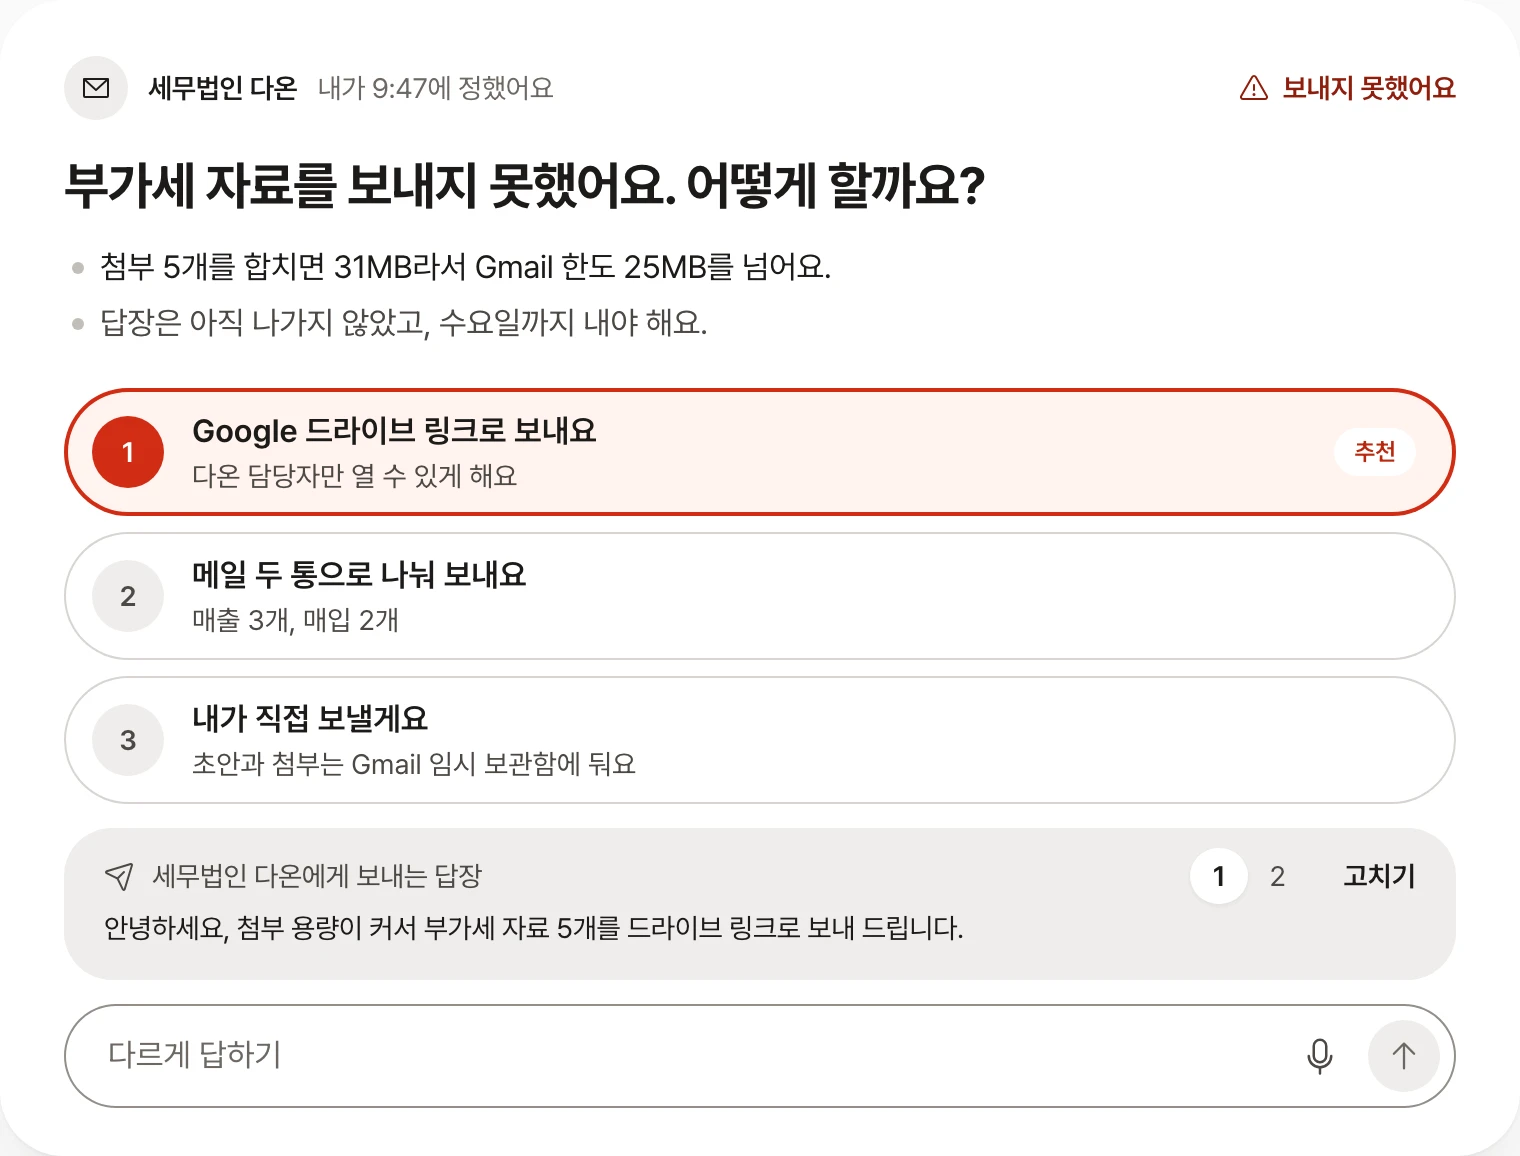 세무법인 다온 내가 9:47에 정했어요
보내지 못했어요
부가세 자료를 보내지 못했어요. 어떻게 할까요?
첨부 5개를 합치면 31MB라서 Gmail 한도 25MB를 넘어요.
답장은 아직 나가지 않았고, 수요일까지 내야 해요.
1
Google 드라이브 링크로 보내요
다온 담당자만 열 수 있게 해요
추천
2
메일 두 통으로 나눠 보내요
매출 3개, 매입 2개
3
내가 직접 보낼게요
초안과 첨부는 Gmail 임시 보관함에 둬요
세무법인 다온에게 보내는 답장
1 2 고치기
안녕하세요, 첨부 용량이 커서 부가세 자료 5개를 드라이브 링크로 보내 드립니다.
다르게 답하기